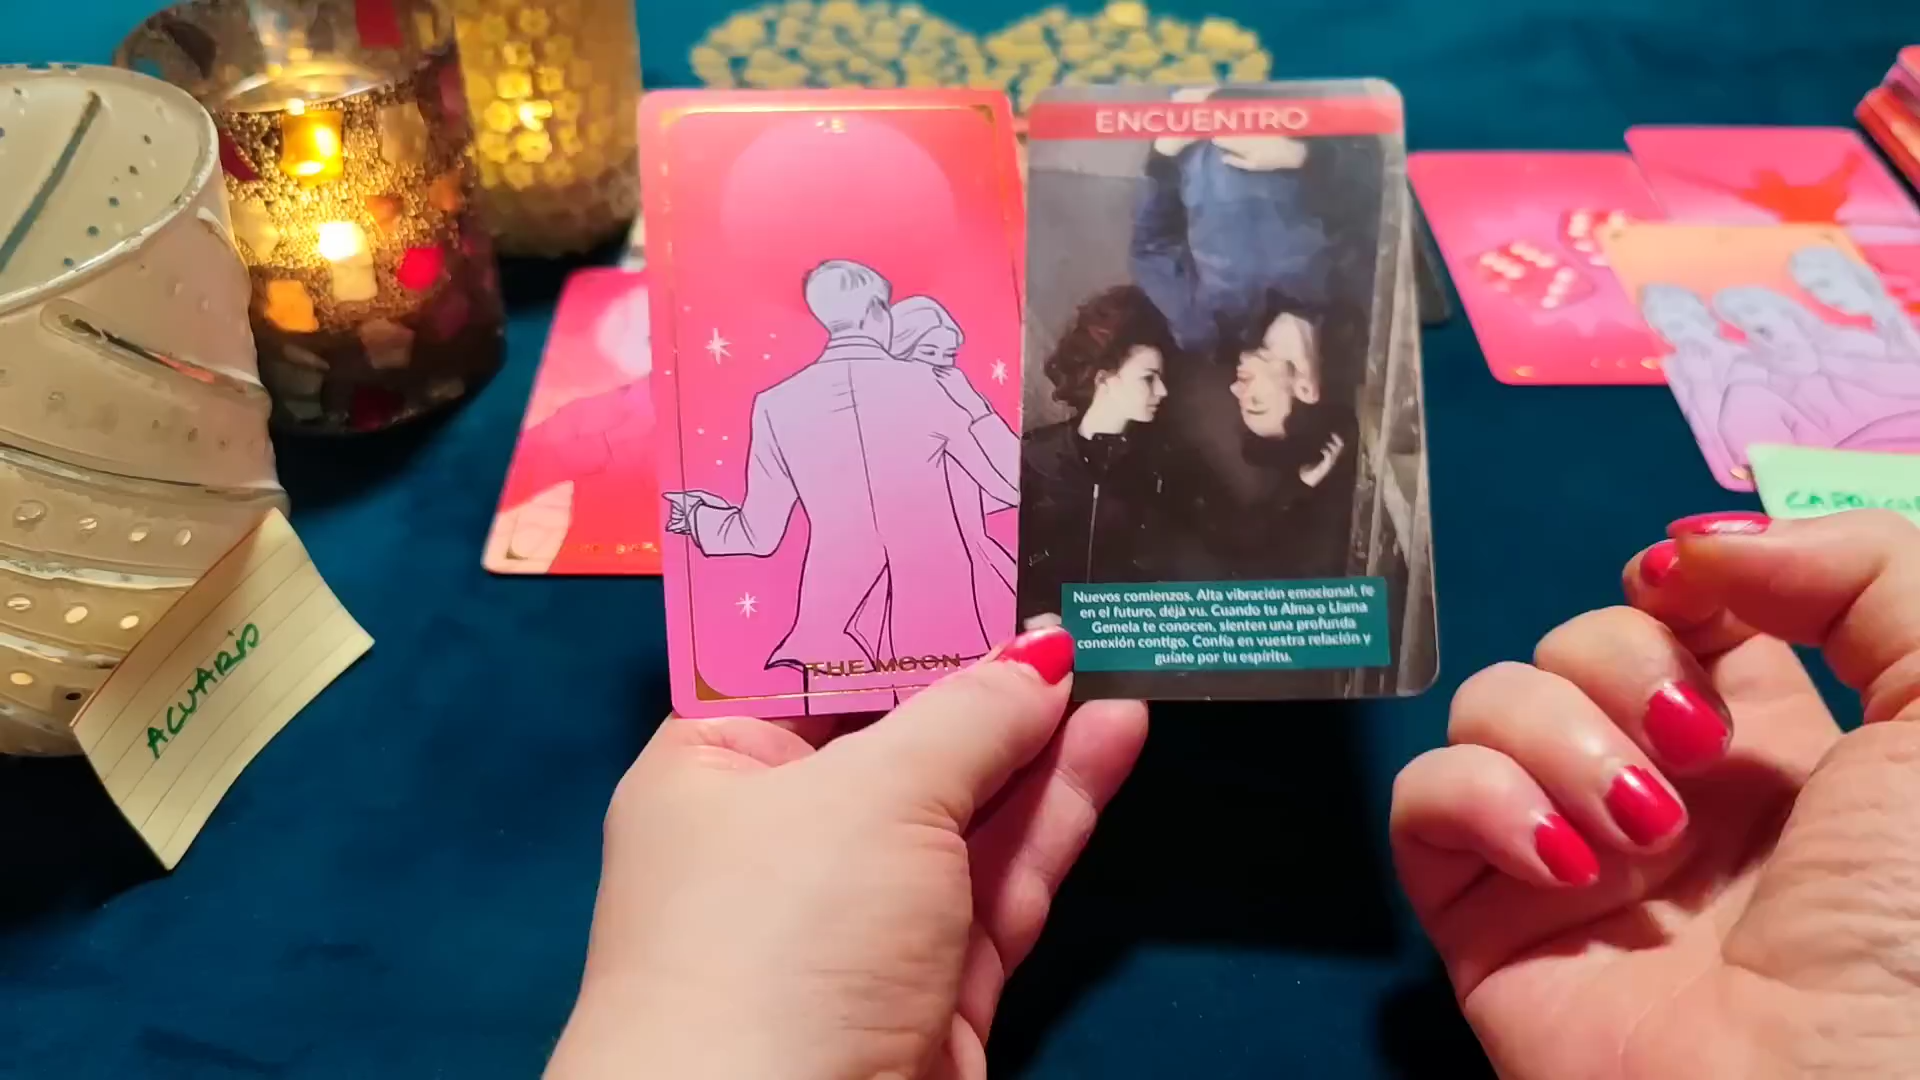 ENCUENTRO
Nuevos comienzos. Alta vibración emocional, fe
en el futuro, déjà vu. Cuando tu Alma o Llama
Gemela te conocen, sienten una profunda
conexión contigo. Confía en vuestra relación y
guíate por tu espíritu.
THE MOON
ACUARIO